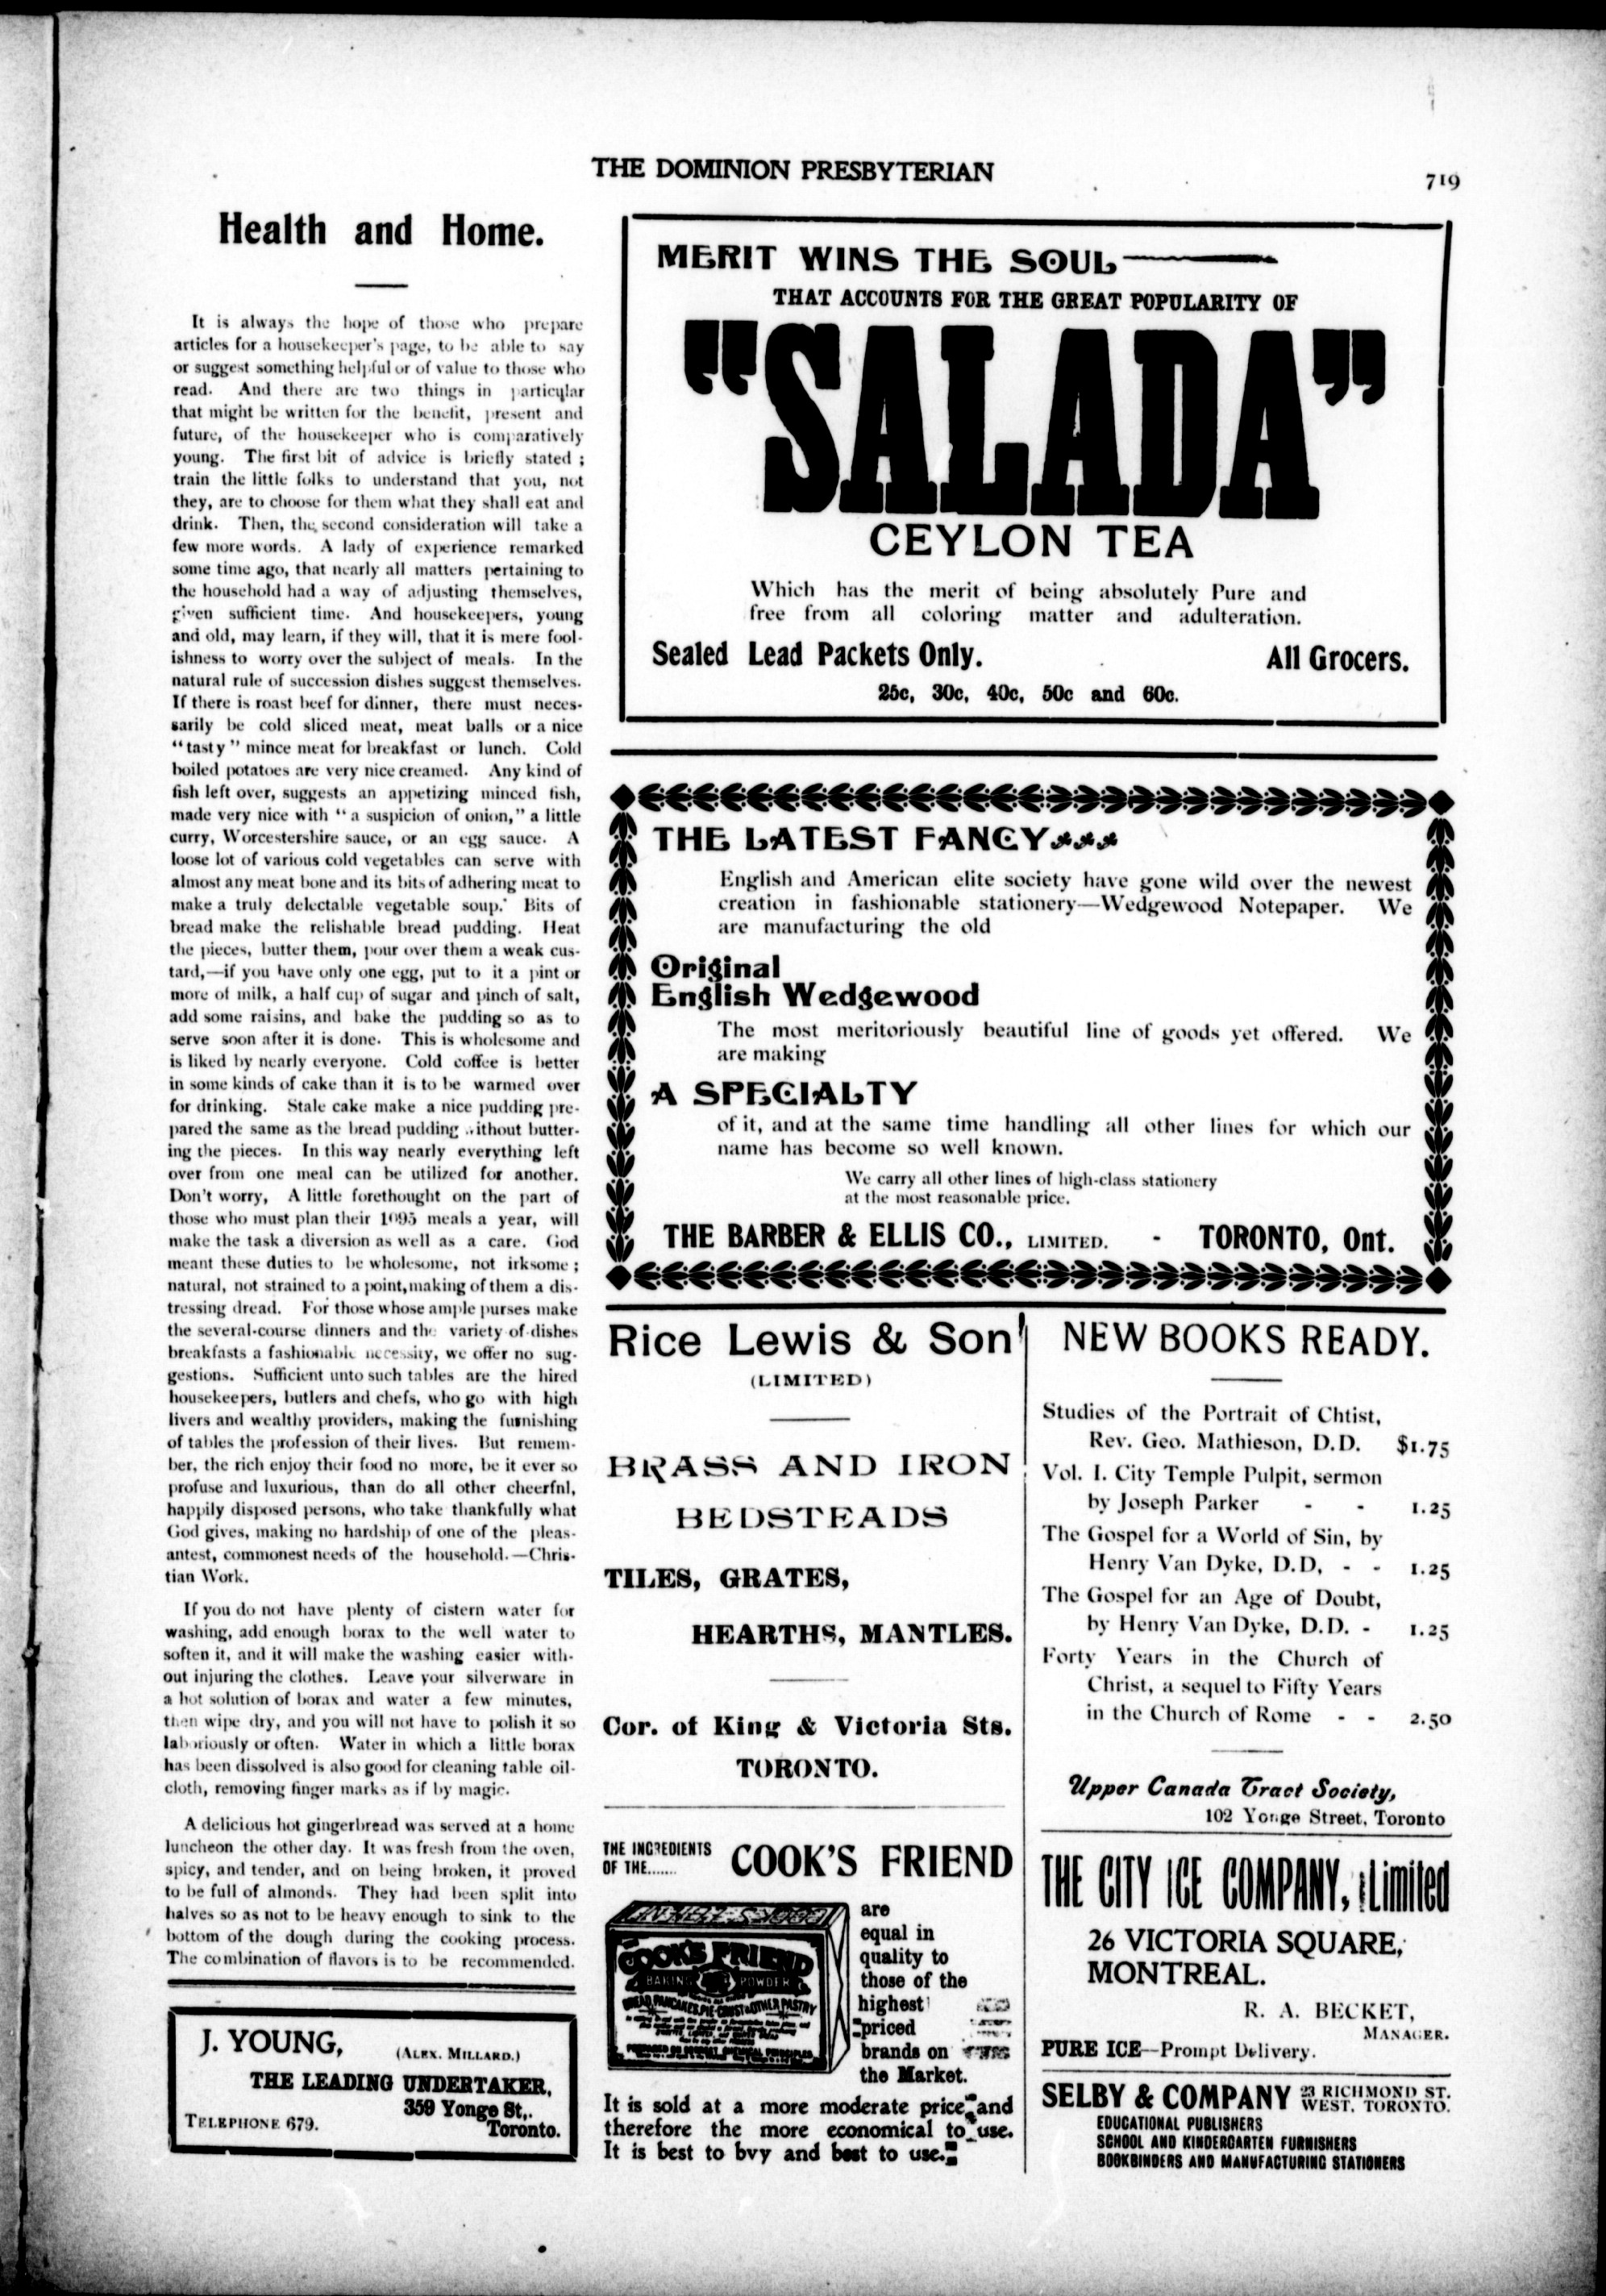 THE DOMINION PRESBYTERIAN
719
Health and Home.
It is always the hope of those who prepare
articles for a housekeeper's page, to be able to say
or suggest something helpful or of value to those who
read. And there are two things in particular
that might be written for the benefit, present and
future, of the housekeeper who is comparatively
young. The first bit of advice is briefly stated ;
train the little folks to understand that you, not
they, are to choose for them what they shall eat and
drink. Then, the second consideration will take a
few more words. A lady of experience remarked
some time ago, that nearly all matters pertaining to
the household had a way of adjusting themselves,
given sufficient time. And housekeepers, young
and old, may learn, if they will, that it is mere fool-
ishness to worry over the subject of meals. In the
natural rule of succession dishes suggest themselves.
If there is roast beef for dinner, there must neces-
sarily be cold sliced meat, meat balls or a nice
"tasty" mince meat for breakfast or lunch. Cold
boiled potatoes are very nice creamed. Any kind of
fish left over, suggests an appetizing minced fish,
made very nice with "a suspicion of onion," a little
curry, Worcestershire sauce, or an egg sauce. A
loose lot of various cold vegetables can serve with
almost any meat bone and its bits of adhering meat to
make a truly delectable vegetable soup. Bits of
bread make the relishable bread pudding. Heat
the pieces, butter them, pour over them a weak cus-
tard,—if you have only one egg, put to it a pint or
more of milk, a half cup of sugar and pinch of salt,
add some raisins, and bake the pudding so as to
serve soon after it is done. This is wholesome and
is liked by nearly everyone. Cold coffee is better
in some kinds of cake than it is to be warmed over
for drinking. Stale cake make a nice pudding pre-
pared the same as the bread pudding without butter-
ing the pieces. In this way nearly everything left
over from one meal can be utilized for another.
Don't worry, A little forethought on the part of
those who must plan their 1095 meals a year, will
make the task a diversion as well as a care. God
meant these duties to be wholesome, not irksome ;
natural, not strained to a point, making of them a dis-
tressing dread. For those whose ample purses make
the several-course dinners and the variety of dishes
breakfasts a fashionable necessity, we offer no sug-
gestions. Sufficient unto such tables are the hired
housekeepers, butlers and chefs, who go with high
livers and wealthy providers, making the furnishing
of tables the profession of their lives. But remem-
ber, the rich enjoy their food no more, be it ever so
profuse and luxurious, than do all other cheerfnl,
happily disposed persons, who take thankfully what
God gives, making no hardship of one of the pleas-
antest, commonest needs of the household.—Chris-
tian Work.
If you do not have plenty of cistern water for
washing, add enough borax to the well water to
soften it, and it will make the washing easier with-
out injuring the clothes. Leave your silverware in
a hot solution of borax and water a few minutes,
then wipe dry, and you will not have to polish it so
laboriously or often. Water in which a little borax
has been dissolved is also good for cleaning table oil-
cloth, removing finger marks as if by magic.
A delicious hot gingerbread was served at a home
luncheon the other day. It was fresh from the oven,
spicy, and tender, and on being broken, it proved
to be full of almonds. They had been split into
halves so as not to be heavy enough to sink to the
bottom of the dough during the cooking process.
The combination of flavors is to be recommended.
J. YOUNG,
(ALEX. MILLARD.)
THE LEADING UNDERTAKER,
359 Yonge St,.
TELEPHONE 679.
Toronto.
MERIT WINS THE SOUL
THAT ACCOUNTS FOR THE GREAT POPULARITY OF
"SALADA"
CEYLON TEA
Which has the merit of being absolutely Pure and
free from all coloring matter and adulteration.
Sealed Lead Packets Only. All Grocers.
25c, 30c, 40c, 50c and 60c.
THE LATEST FANCY
English and American elite society have gone wild over the newest
creation in fashionable stationery—Wedgewood Notepaper. We
are manufacturing the old
Original
English Wedgewood
The most meritoriously beautiful line of goods yet offered. We
are making
A SPECIALTY
of it, and at the same time handling all other lines for which our
name has become so well known.
We carry all other lines of high-class stationery
at the most reasonable price.
THE BARBER & ELLIS CO., LIMITED. - TORONTO, Ont.
Rice Lewis & Son
(LIMITED)
BRASS AND IRON
BEDSTEADS
TILES, GRATES,
HEARTHS, MANTLES.
Cor. of King & Victoria Sts.
TORONTO.
THE INGREDIENTS
OF THE.......
COOK'S FRIEND
COOK'S FRIEND
BAKING POWDER
are
equal in
quality to
those of the
highest
priced
brands on
the Market.
It is sold at a more moderate price and
therefore the more economical to use.
It is best to bvy and best to use.
NEW BOOKS READY.
Studies of the Portrait of Chtist,
Rev. Geo. Mathieson, D.D. $1.75
Vol. I. City Temple Pulpit, sermon
by Joseph Parker - - 1.25
The Gospel for a World of Sin, by
Henry Van Dyke, D.D, - - 1.25
The Gospel for an Age of Doubt,
by Henry Van Dyke, D.D. - 1.25
Forty Years in the Church of
Christ, a sequel to Fifty Years
in the Church of Rome - - 2.50
Upper Canada Tract Society,
102 Yonge Street, Toronto
THE CITY ICE COMPANY, Limited
26 VICTORIA SQUARE,
MONTREAL.
R. A. BECKET,
MANAGER.
PURE ICE—Prompt Delivery.
SELBY & COMPANY 23 RICHMOND ST.
WEST, TORONTO.
EDUCATIONAL PUBLISHERS
SCHOOL AND KINDERGARTEN FURNISHERS
BOOKBINDERS AND MANUFACTURING STATIONERS